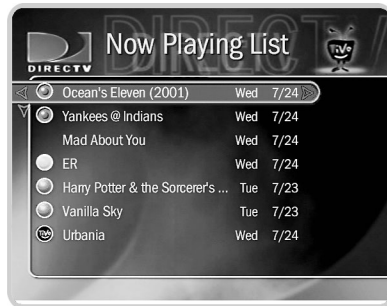 DIRECTV
Now Playing List
TiVo
DIRECTV
Ocean's Eleven (2001) Wed 7/24
Yankees @ Indians Wed 7/24
Mad About You Wed 7/24
ER Wed 7/24
Harry Potter & the Sorcerer's ... Tue 7/23
Vanilla Sky Tue 7/23
TiVo Urbania Wed 7/24